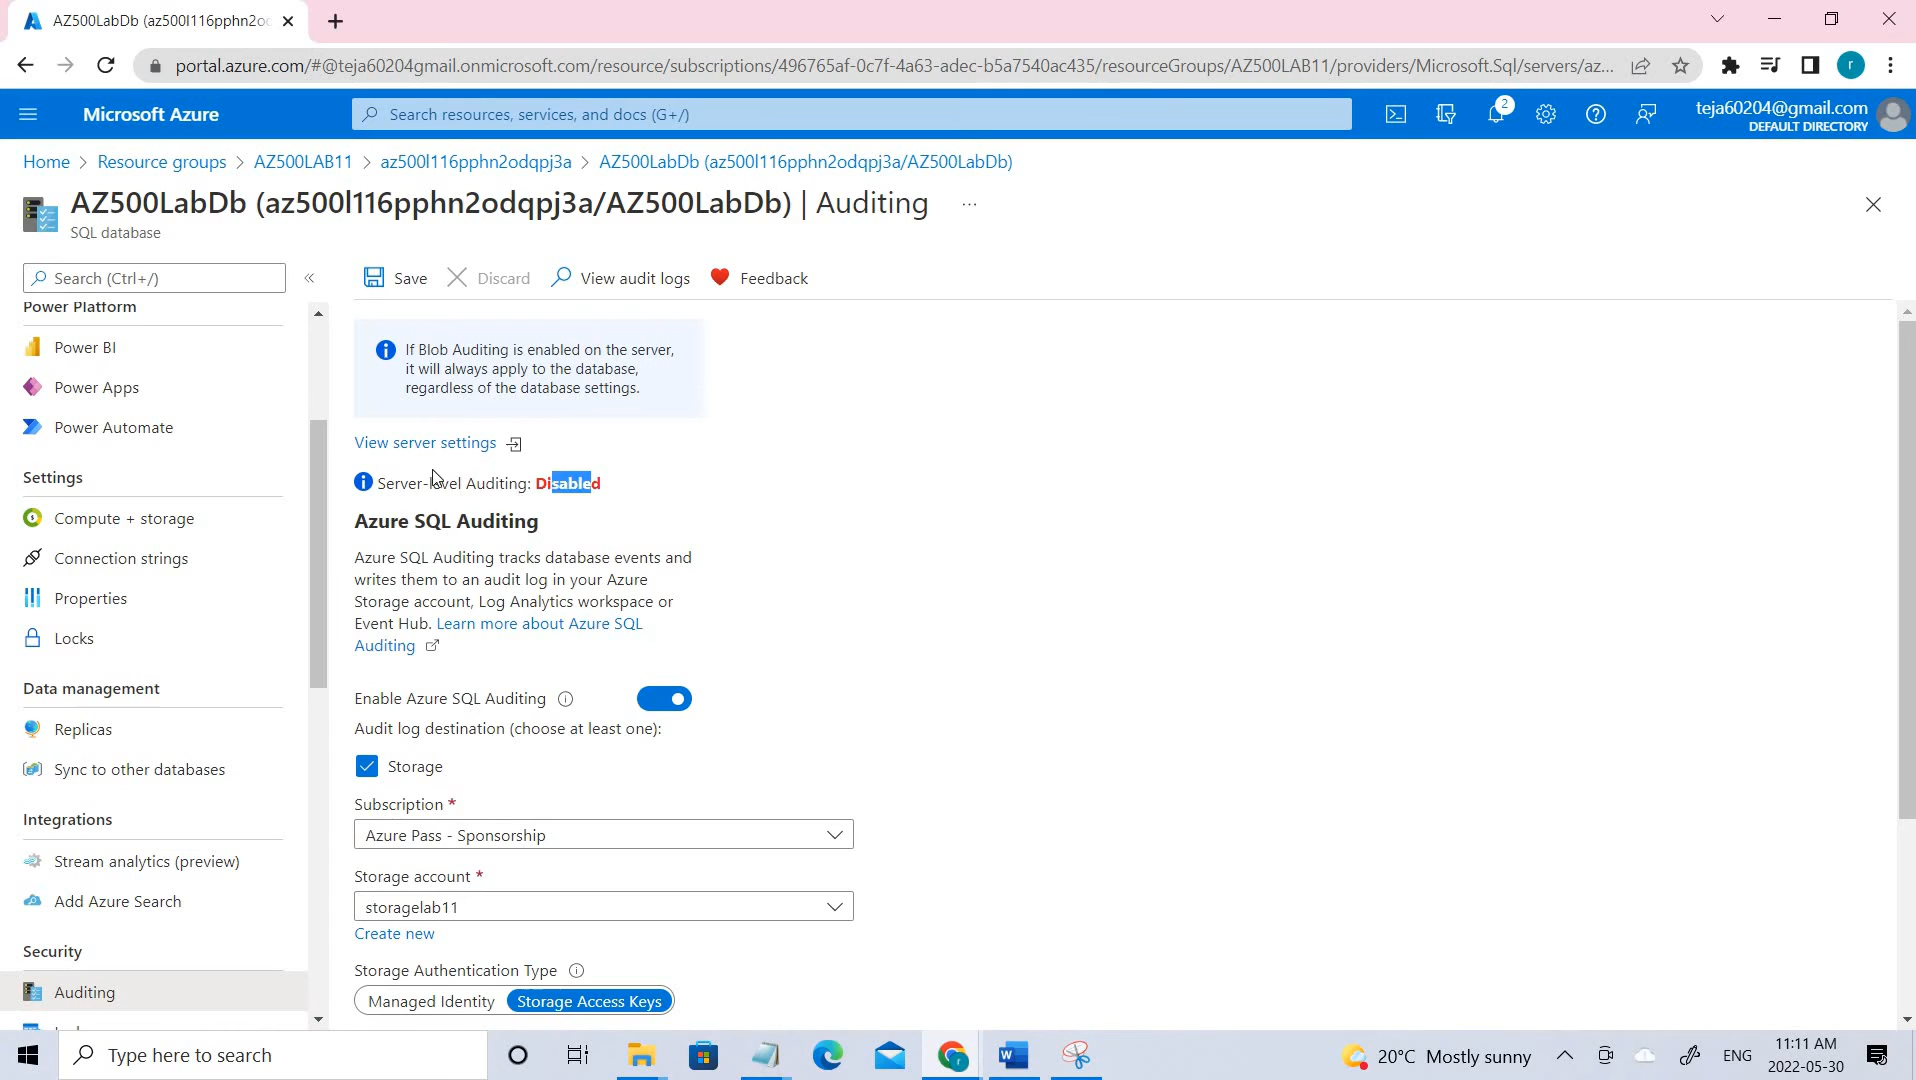 AZ500LabDb (az500l116pphn2od
portal.azure.com/#@teja60204gmail.onmicrosoft.com/resource/subscriptions/496765af-0c7f-4a63-adec-b5a7540ac435/resourceGroups/AZ500LAB11/providers/Microsoft.Sql/servers/az...
r
Microsoft Azure
Search resources, services, and docs (G+/)
2
teja60204@gmail.com
DEFAULT DIRECTORY
Home > Resource groups > AZ500LAB11 > az500l116pphn2odqpj3a > AZ500LabDb (az500l116pphn2odqpj3a/AZ500LabDb)
AZ500LabDb (az500l116pphn2odqpj3a/AZ500LabDb) | Auditing ...
SQL database
Search (Ctrl+/)
«
Save
Discard
View audit logs
Feedback
Power Platform
Power BI
Power Apps
Power Automate
Settings
Compute + storage
Connection strings
Properties
Locks
Data management
Replicas
Sync to other databases
Integrations
Stream analytics (preview)
Add Azure Search
Security
Auditing
If Blob Auditing is enabled on the server,
it will always apply to the database,
regardless of the database settings.
View server settings
Server-level Auditing: Disabled
Azure SQL Auditing
Azure SQL Auditing tracks database events and
writes them to an audit log in your Azure
Storage account, Log Analytics workspace or
Event Hub. Learn more about Azure SQL
Auditing
Enable Azure SQL Auditing
Audit log destination (choose at least one):
Storage
Subscription *
Azure Pass - Sponsorship
Storage account *
storagelab11
Create new
Storage Authentication Type
Managed Identity
Storage Access Keys
Type here to search
20°C Mostly sunny
ENG
11:11 AM
2022-05-30